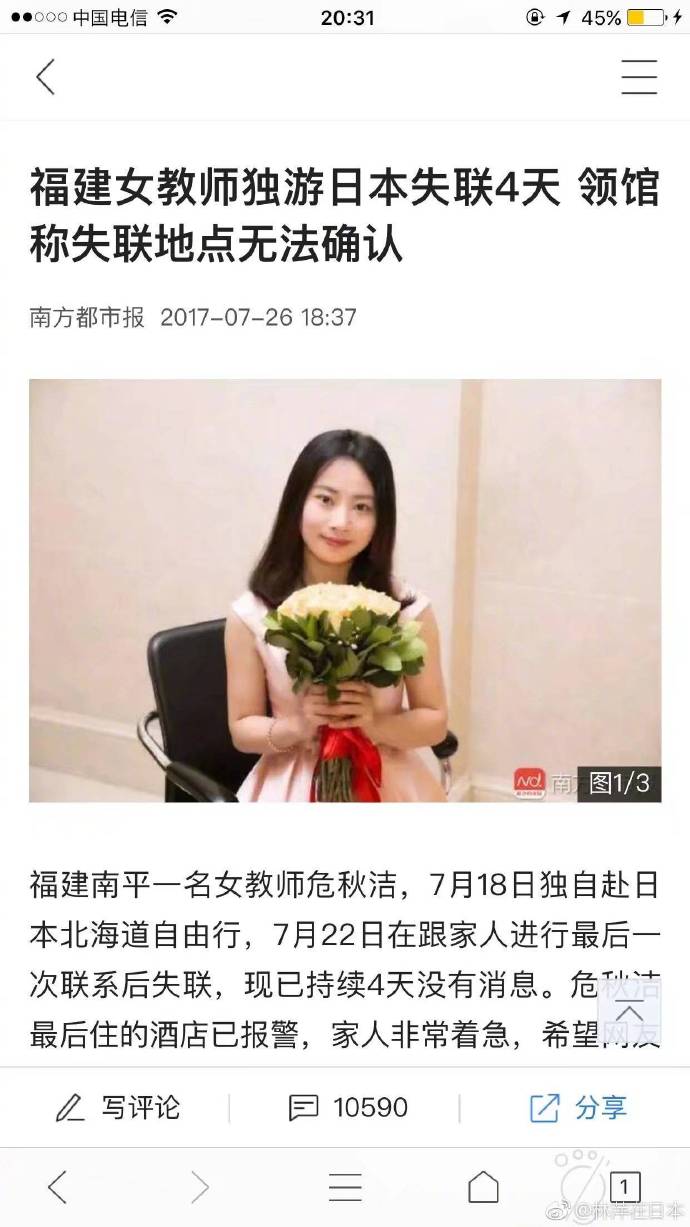 中国电信 20:31 45%
福建女教师独游日本失联4天 领馆
称失联地点无法确认
南方都市报 2017-07-26 18:37
Nd 南方
图1/3
福建南平一名女教师危秋洁，7月18日独自赴日
本北海道自由行，7月22日在跟家人进行最后一
次联系后失联，现已持续4天没有消息。危秋洁
最后住的酒店已报警，家人非常着急，希望网友
写评论 10590 分享
1
@林萍在日本